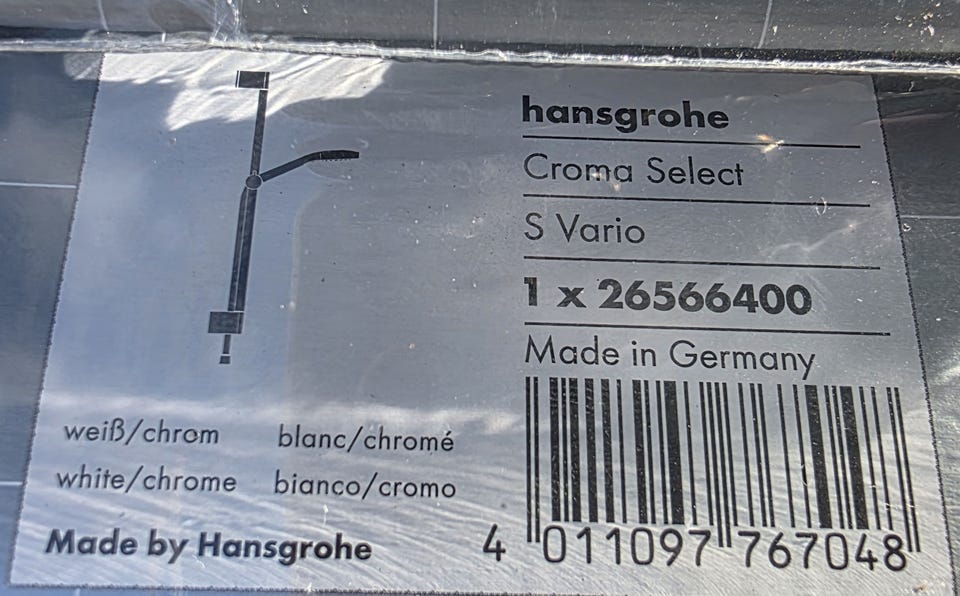 hansgrohe
Croma Select
S Vario
1 x 26566400
Made in Germany
weiß/chrom blanc/chromé
white/chrome bianco/cromo
Made by Hansgrohe
4 011097 767048